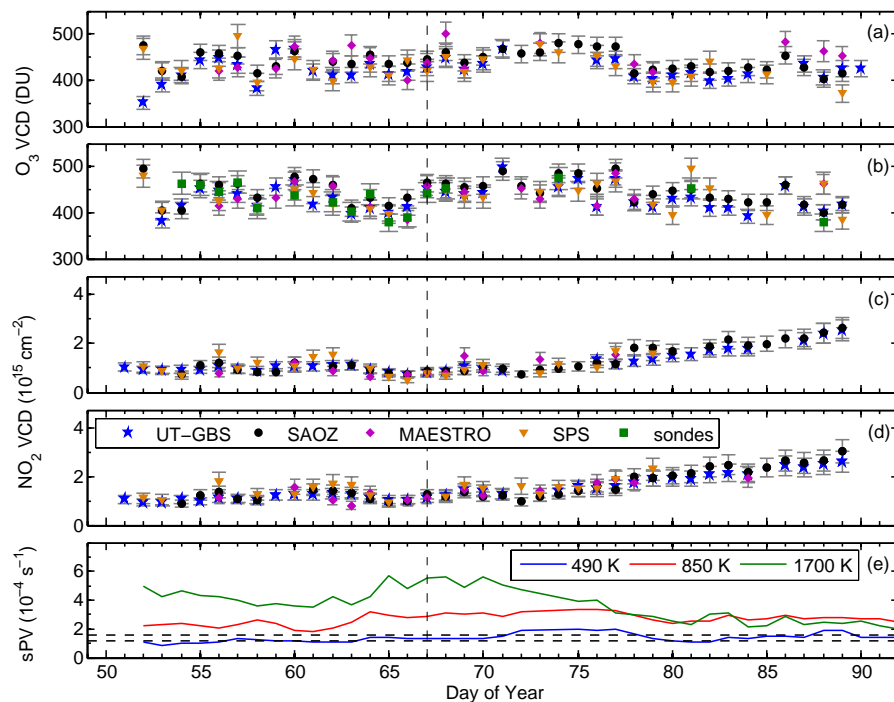 500
400
300
(a)
O3 VCD (DU)
500
400
300
(b)
4
2
0
(c)
NO2 VCD (10^15 cm^−2)
4
2
0
(d)
UT−GBS SAOZ MAESTRO SPS sondes
6
4
2
0
(e)
490 K 850 K 1700 K
sPV (10^−4 s^−1)
50 55 60 65 70 75 80 85 90
Day of Year